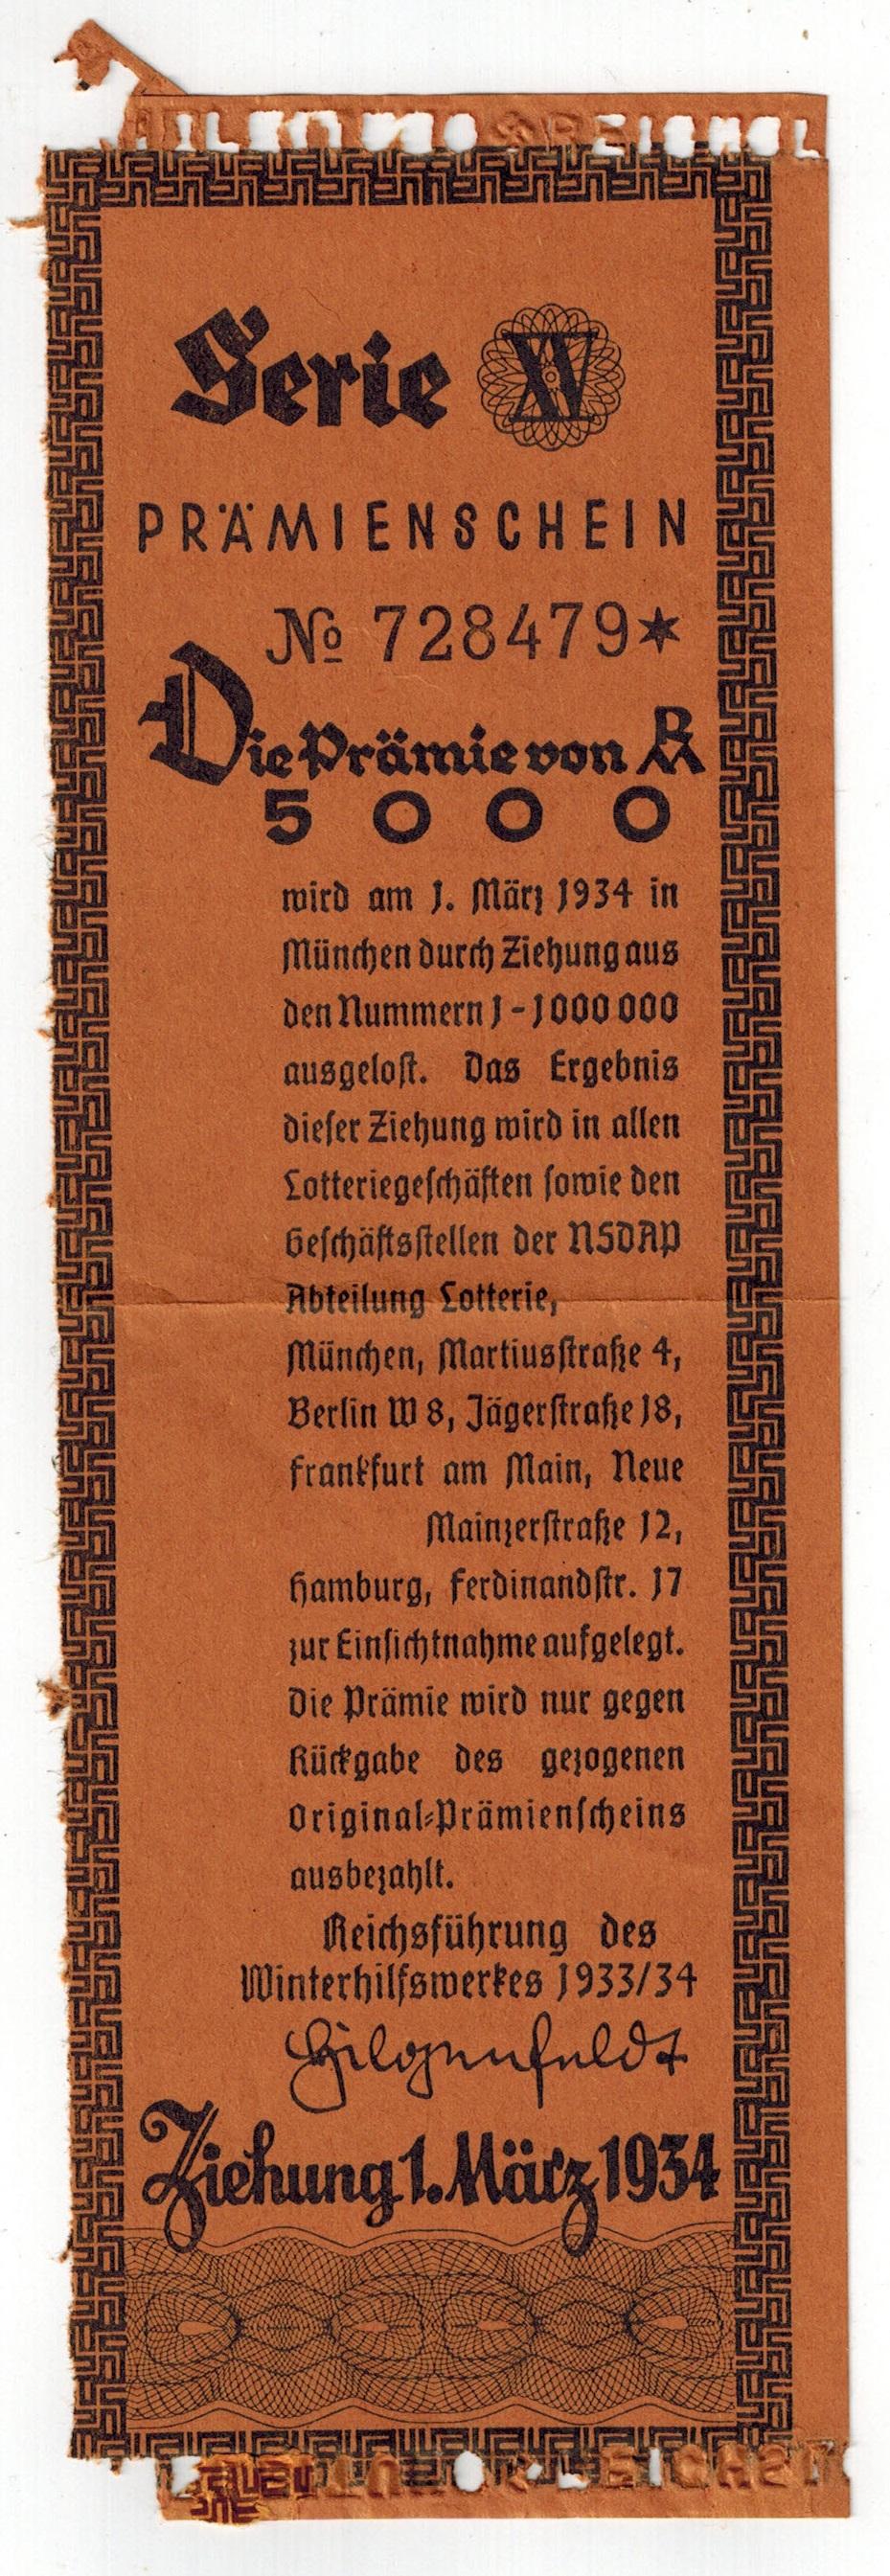 Serie XV
PRÄMIENSCHEIN
№ 728479*
Die Prämie von RM
5000
wird am 1. März 1934 in
München durch Ziehung aus
den Nummern 1-1000000
ausgelost. Das Ergebnis
dieser Ziehung wird in allen
Lotteriegeschäften sowie den
Geschäftsstellen der NSDAP
Abteilung Lotterie,
München, Martiusstraße 4,
Berlin W 8, Jägerstraße 18,
Frankfurt am Main, Neue
Mainzerstraße 12,
Hamburg, Ferdinandstr. 17
zur Einsichtnahme aufgelegt.
Die Prämie wird nur gegen
Rückgabe des gezogenen
Original-Prämienscheins
ausbezahlt.
Reichsführung des
Winterhilfswerkes 1933/34
Hilgenfeldt
Ziehung 1. März 1934